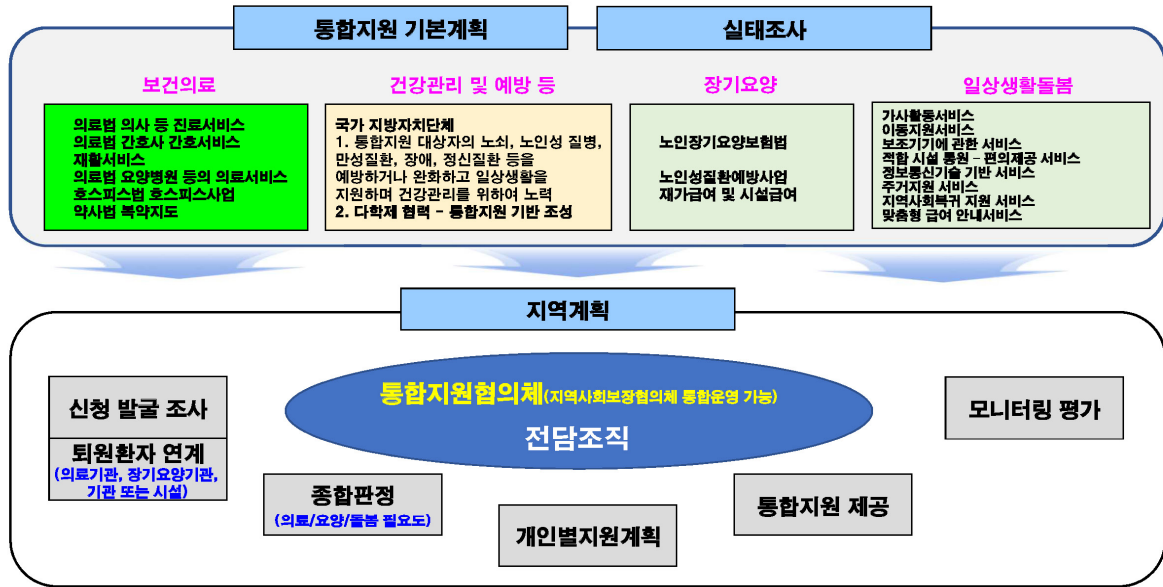 통합지원 기본계획
실태조사
보건의료
의료법 의사 등 진료서비스
의료법 간호사 간호서비스
재활서비스
의료법 요양병원 등의 의료서비스
호스피스법 호스피스사업
약사법 복약지도
건강관리 및 예방 등
국가 지방자치단체
1. 통합지원 대상자의 노쇠, 노인성 질병,
만성질환, 장애, 정신질환 등을
예방하거나 완화하고 일상생활을
지원하며 건강관리를 위하여 노력
2. 다학제 협력 – 통합지원 기반 조성
장기요양
노인장기요양보험법
노인성질환예방사업
재가급여 및 시설급여
일상생활돌봄
가사활동서비스
이동지원서비스
보조기기에 관한 서비스
적합 시설 통원 – 편의제공 서비스
정보통신기술 기반 서비스
주거지원 서비스
지역사회복귀 지원 서비스
맞춤형 급여 안내서비스
지역계획
통합지원협의체(지역사회보장협의체 통합운영 가능)
전담조직
신청 발굴 조사
퇴원환자 연계
(의료기관, 장기요양기관,
기관 또는 시설)
종합판정
(의료/요양/돌봄 필요도)
개인별지원계획
통합지원 제공
모니터링 평가